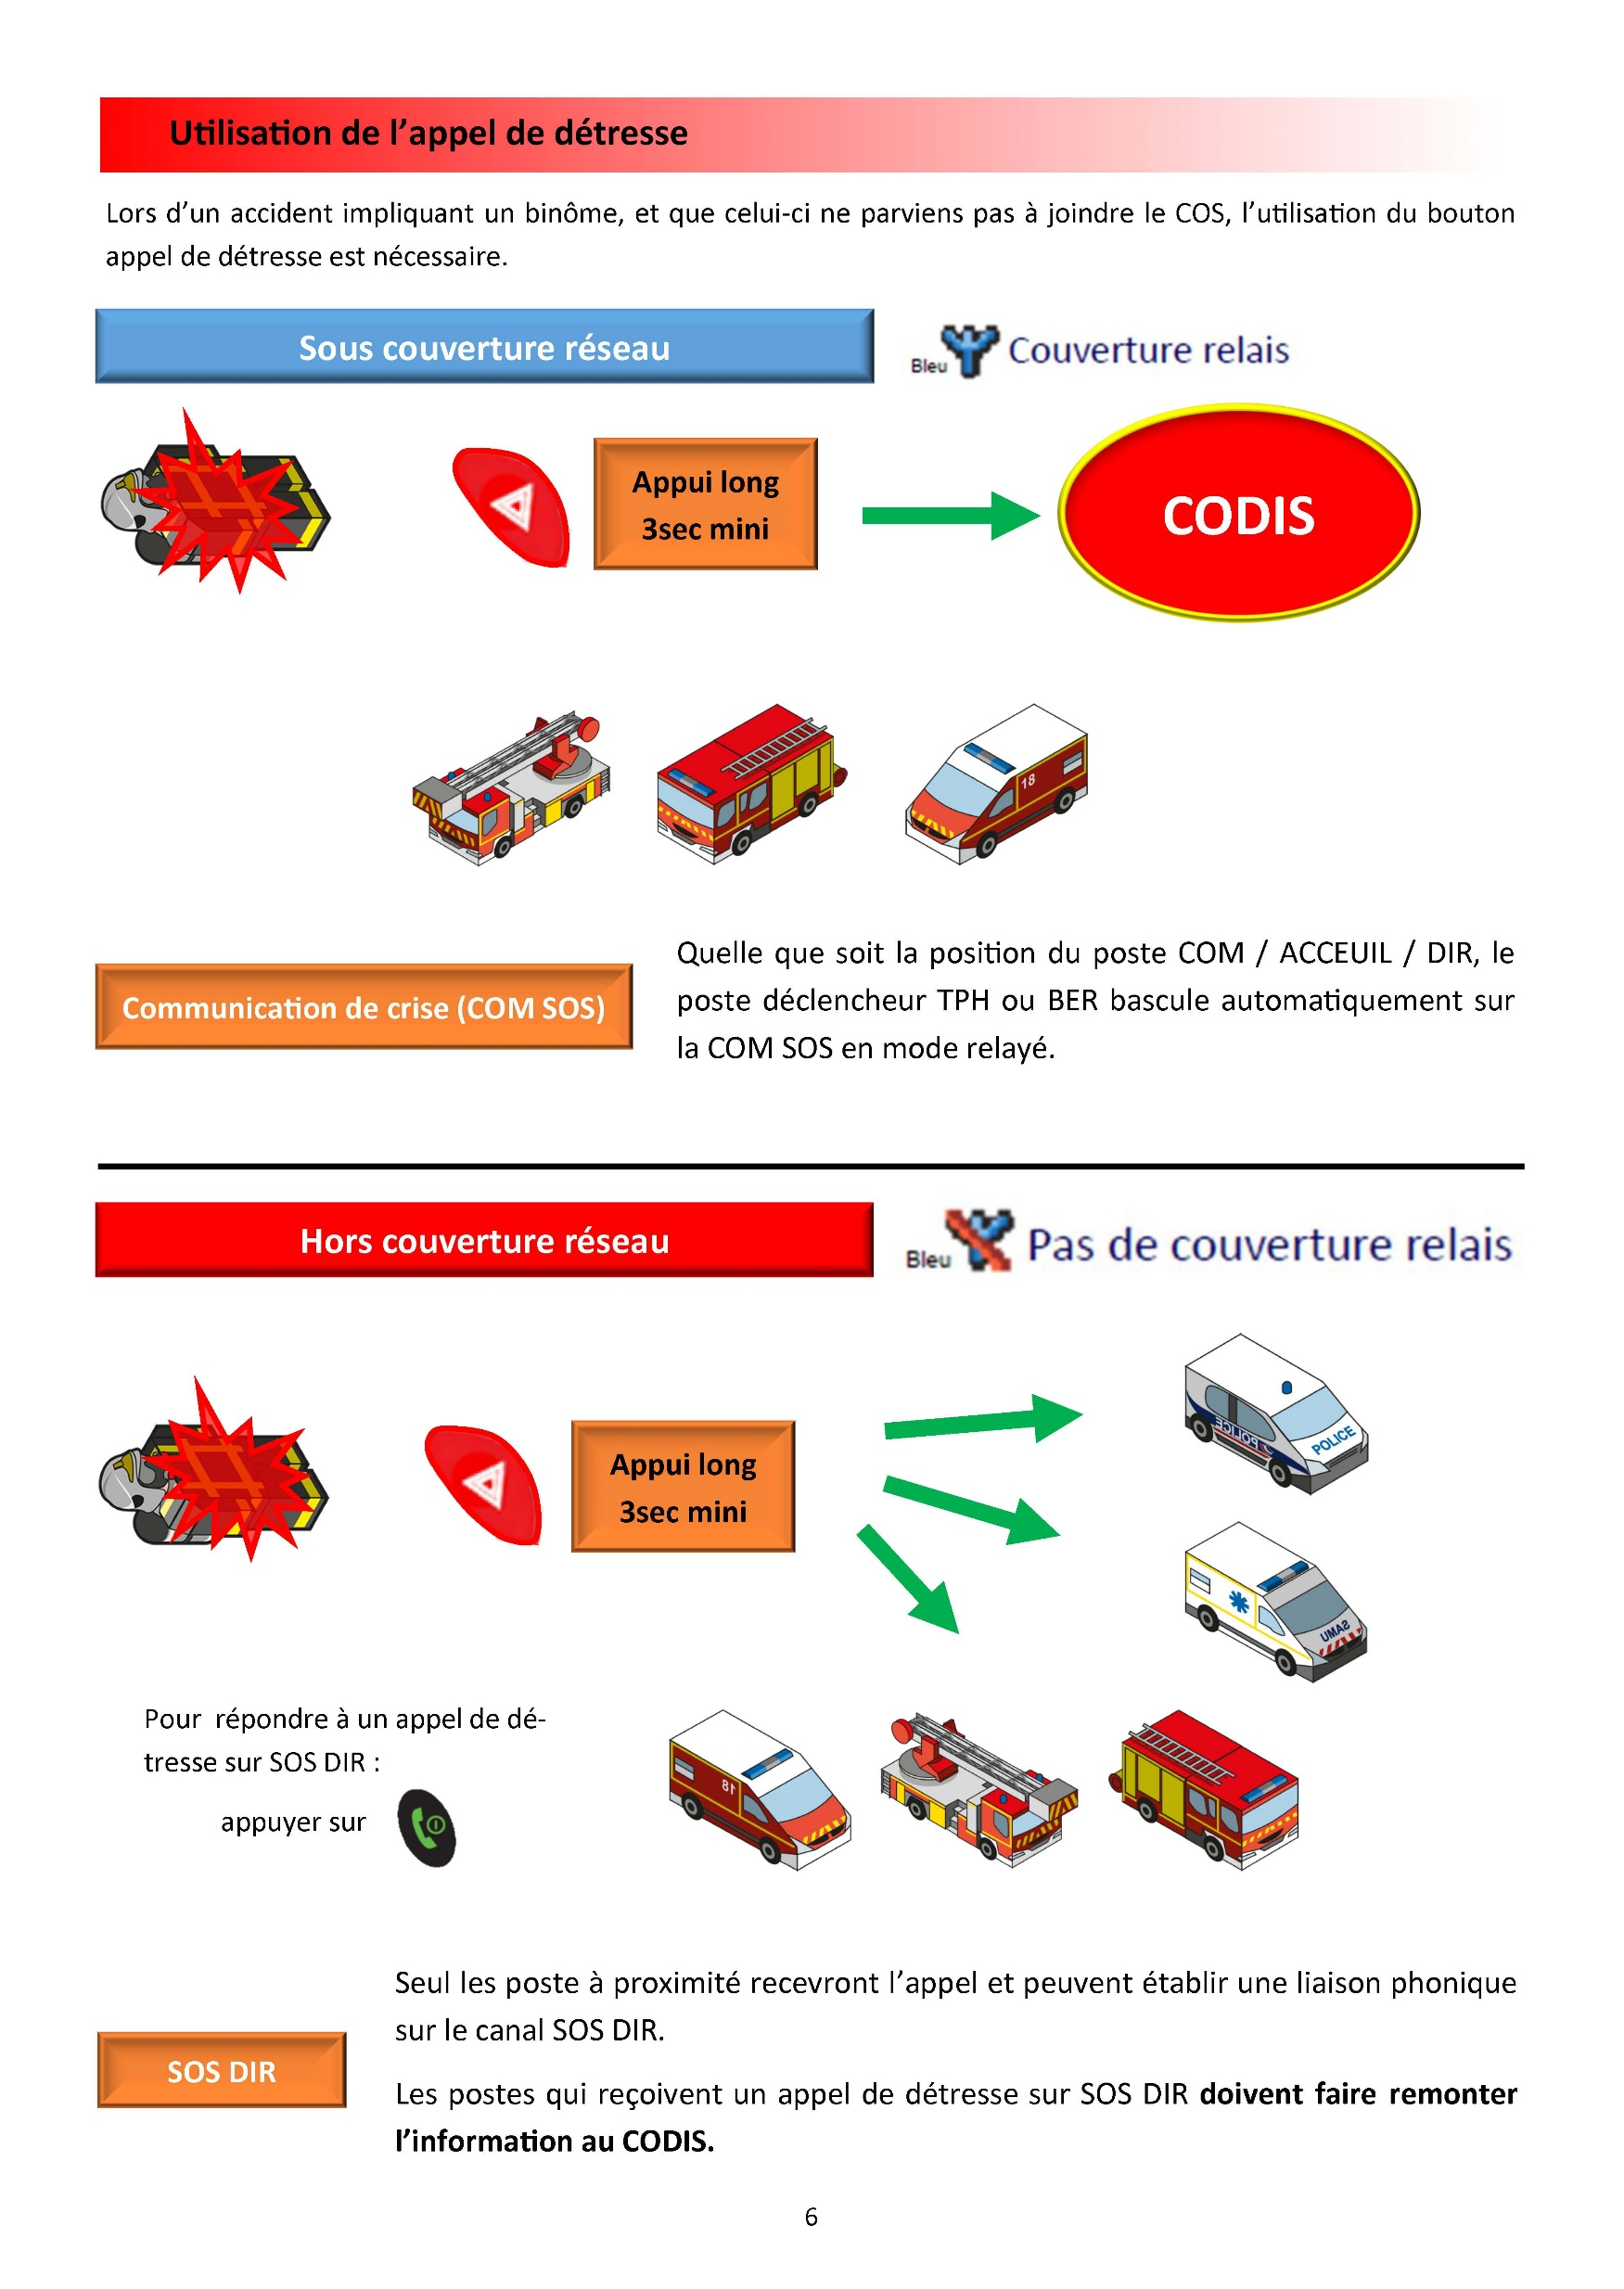 Utilisation de l’appel de détresse
Lors d’un accident impliquant un binôme, et que celui-ci ne parviens pas à joindre le COS, l’utilisation du bouton
appel de détresse est nécessaire.
Sous couverture réseau
Bleu Couverture relais
Appui long
3sec mini
CODIS
18
Communication de crise (COM SOS)
Quelle que soit la position du poste COM / ACCEUIL / DIR, le
poste déclencheur TPH ou BER bascule automatiquement sur
la COM SOS en mode relayé.
Hors couverture réseau
Bleu Pas de couverture relais
Appui long
3sec mini
POLICE
POLICE
SAMU
Pour répondre à un appel de dé-
tresse sur SOS DIR :
appuyer sur
18
Seul les poste à proximité recevront l’appel et peuvent établir une liaison phonique
sur le canal SOS DIR.
SOS DIR
Les postes qui reçoivent un appel de détresse sur SOS DIR doivent faire remonter
l’information au CODIS.
6